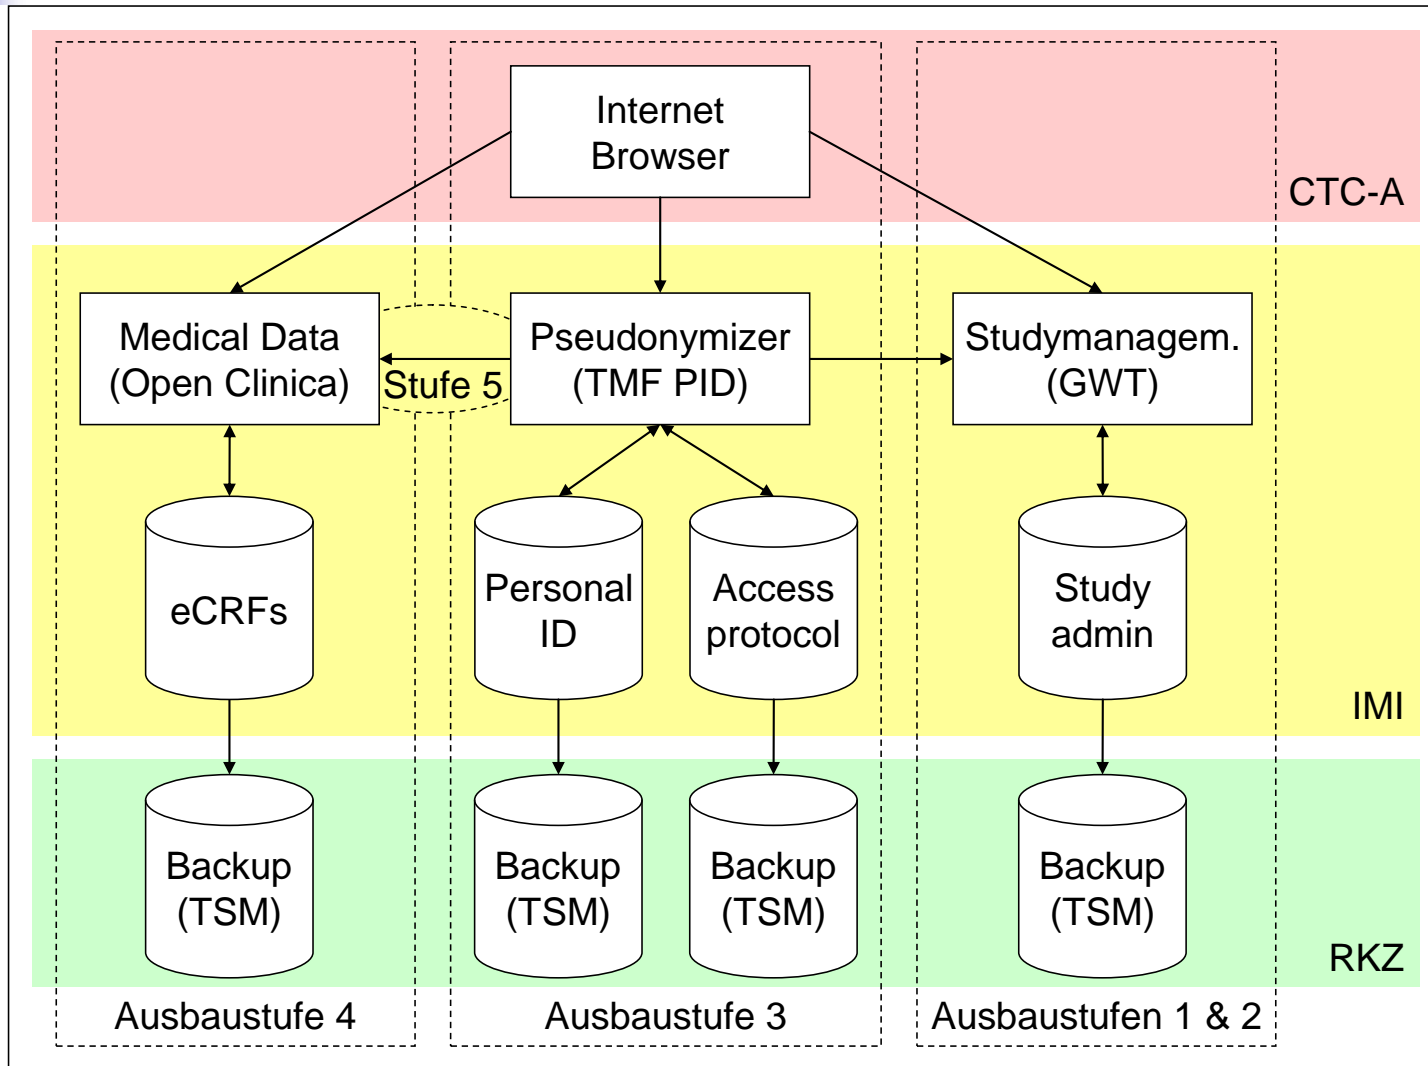 Internet
Browser
CTC-A
Medical Data
(Open Clinica)
Stufe 5
Pseudonymizer
(TMF PID)
Studymanagem.
(GWT)
eCRFs
Personal
ID
Access
protocol
Study
admin
IMI
Backup
(TSM)
Backup
(TSM)
Backup
(TSM)
Backup
(TSM)
RKZ
Ausbaustufe 4
Ausbaustufe 3
Ausbaustufen 1 & 2